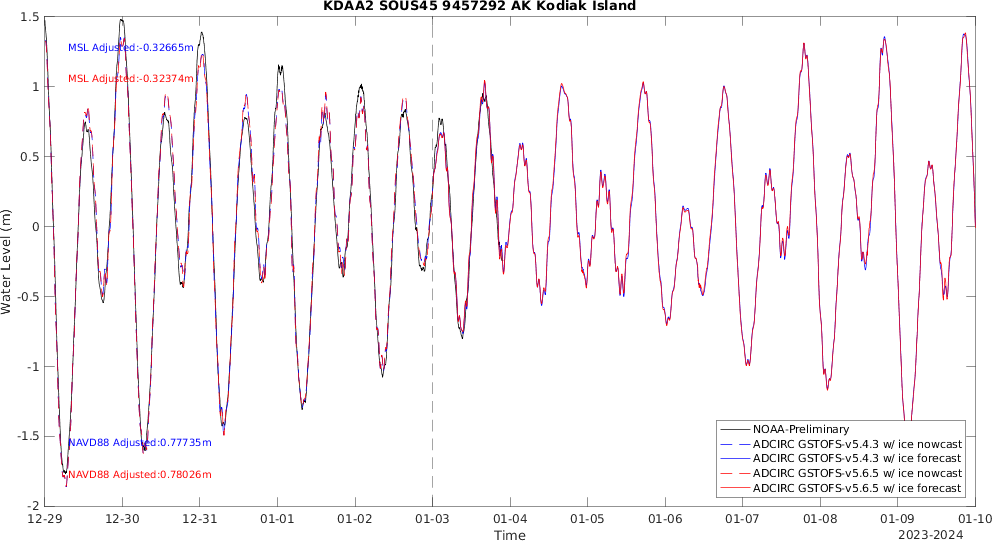 KDAA2 SOUS45 9457292 AK Kodiak Island
1.5
1
0.5
0
-0.5
-1
-1.5
-2
Water Level (m)
MSL Adjusted:-0.32665m
MSL Adjusted:-0.32374m
NAVD88 Adjusted:0.77735m
NAVD88 Adjusted:0.78026m
NOAA-Preliminary
ADCIRC GSTOFS-v5.4.3 w/ ice nowcast
ADCIRC GSTOFS-v5.4.3 w/ ice forecast
ADCIRC GSTOFS-v5.6.5 w/ ice nowcast
ADCIRC GSTOFS-v5.6.5 w/ ice forecast
12-29 12-30 12-31 01-01 01-02 01-03 01-04 01-05 01-06 01-07 01-08 01-09 01-10
Time
2023-2024